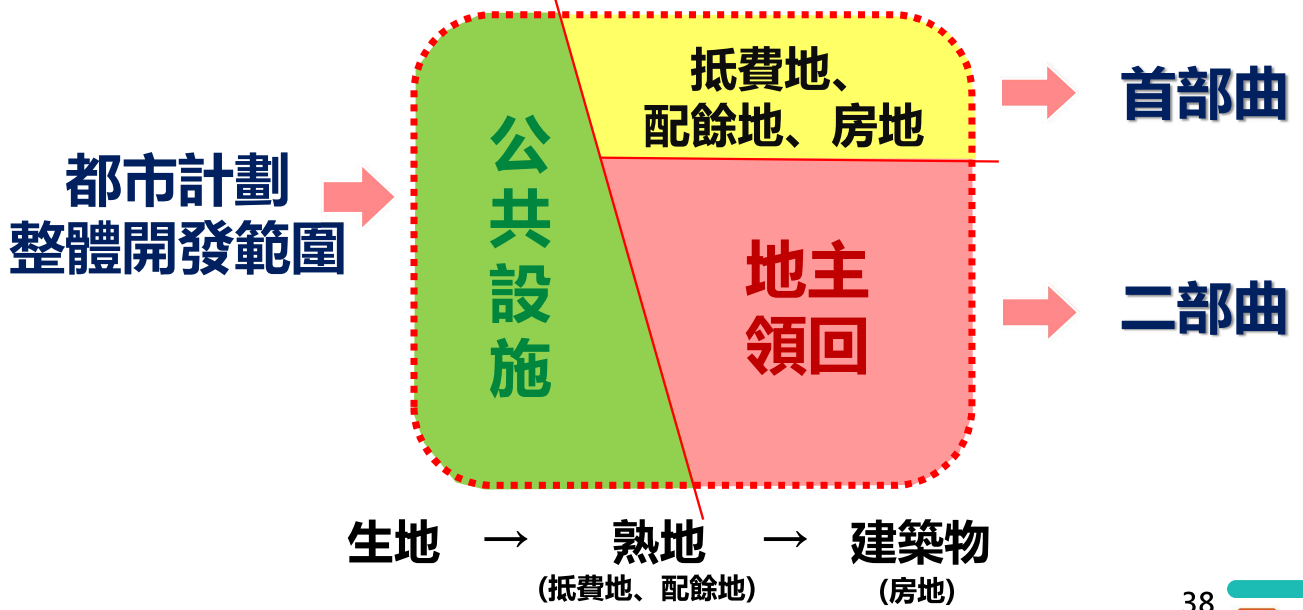 都市計劃
整體開發範圍
公
共
設
施
抵費地、
配餘地、房地
地主
領回
首部曲
二部曲
生地 → 熟地 → 建築物
(抵費地、配餘地) (房地)
38